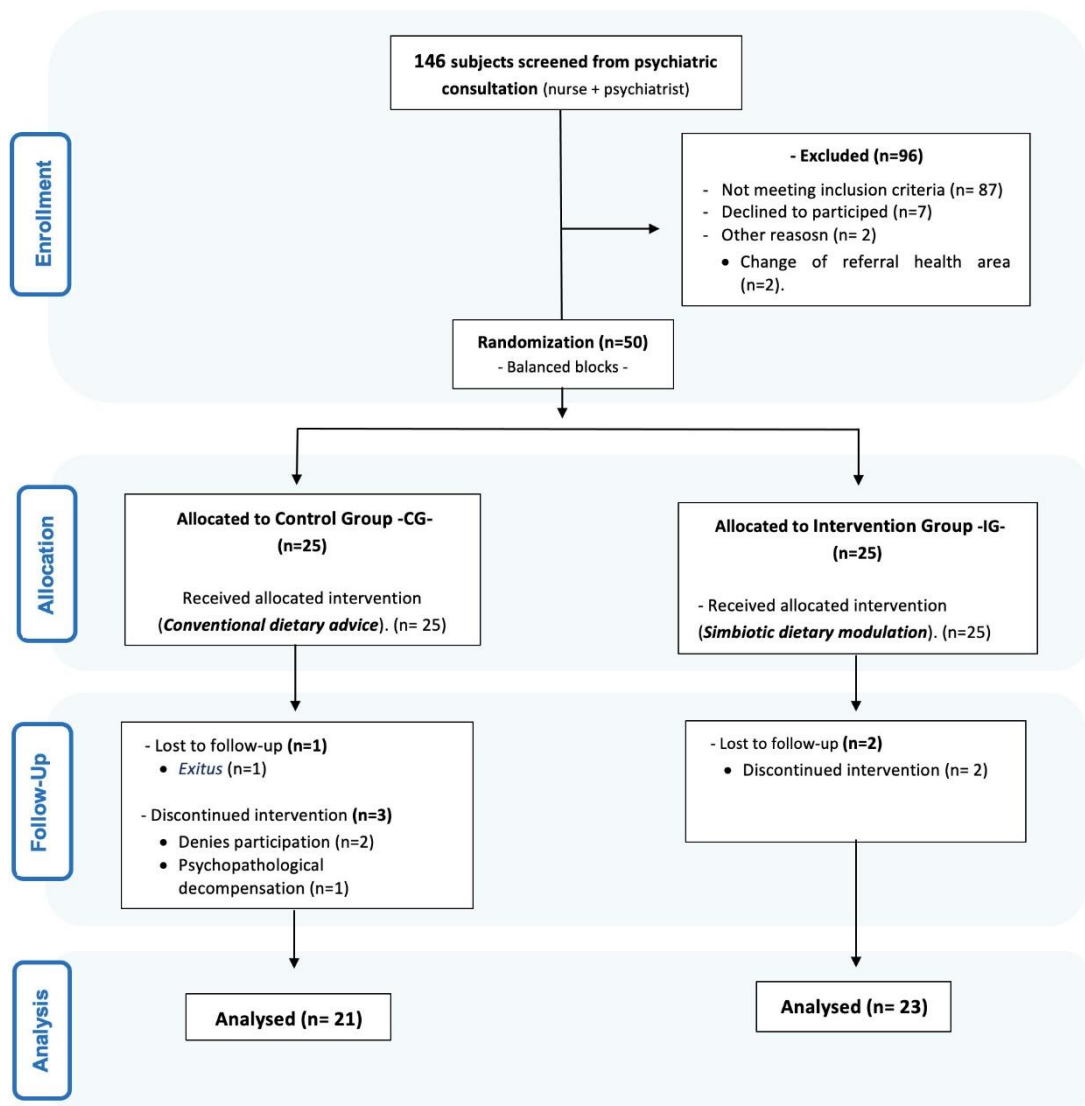 146 subjects screened from psychiatric
consultation (nurse + psychiatrist)
Enrollment
- Excluded (n=96)
- Not meeting inclusion criteria (n= 87)
- Declined to participed (n=7)
- Other reasosn (n= 2)
• Change of referral health area
(n=2).
Randomization (n=50)
- Balanced blocks -
Allocation
Allocated to Control Group -CG-
(n=25)
Received allocated intervention
(Conventional dietary advice). (n= 25)
Allocated to Intervention Group -IG-
(n=25)
- Received allocated intervention
(Simbiotic dietary modulation). (n=25)
Follow-Up
- Lost to follow-up (n=1)
• Exitus (n=1)
- Discontinued intervention (n=3)
• Denies participation (n=2)
• Psychopathological
decompensation (n=1)
- Lost to follow-up (n=2)
• Discontinued intervention (n= 2)
Analysis
Analysed (n= 21)
Analysed (n= 23)